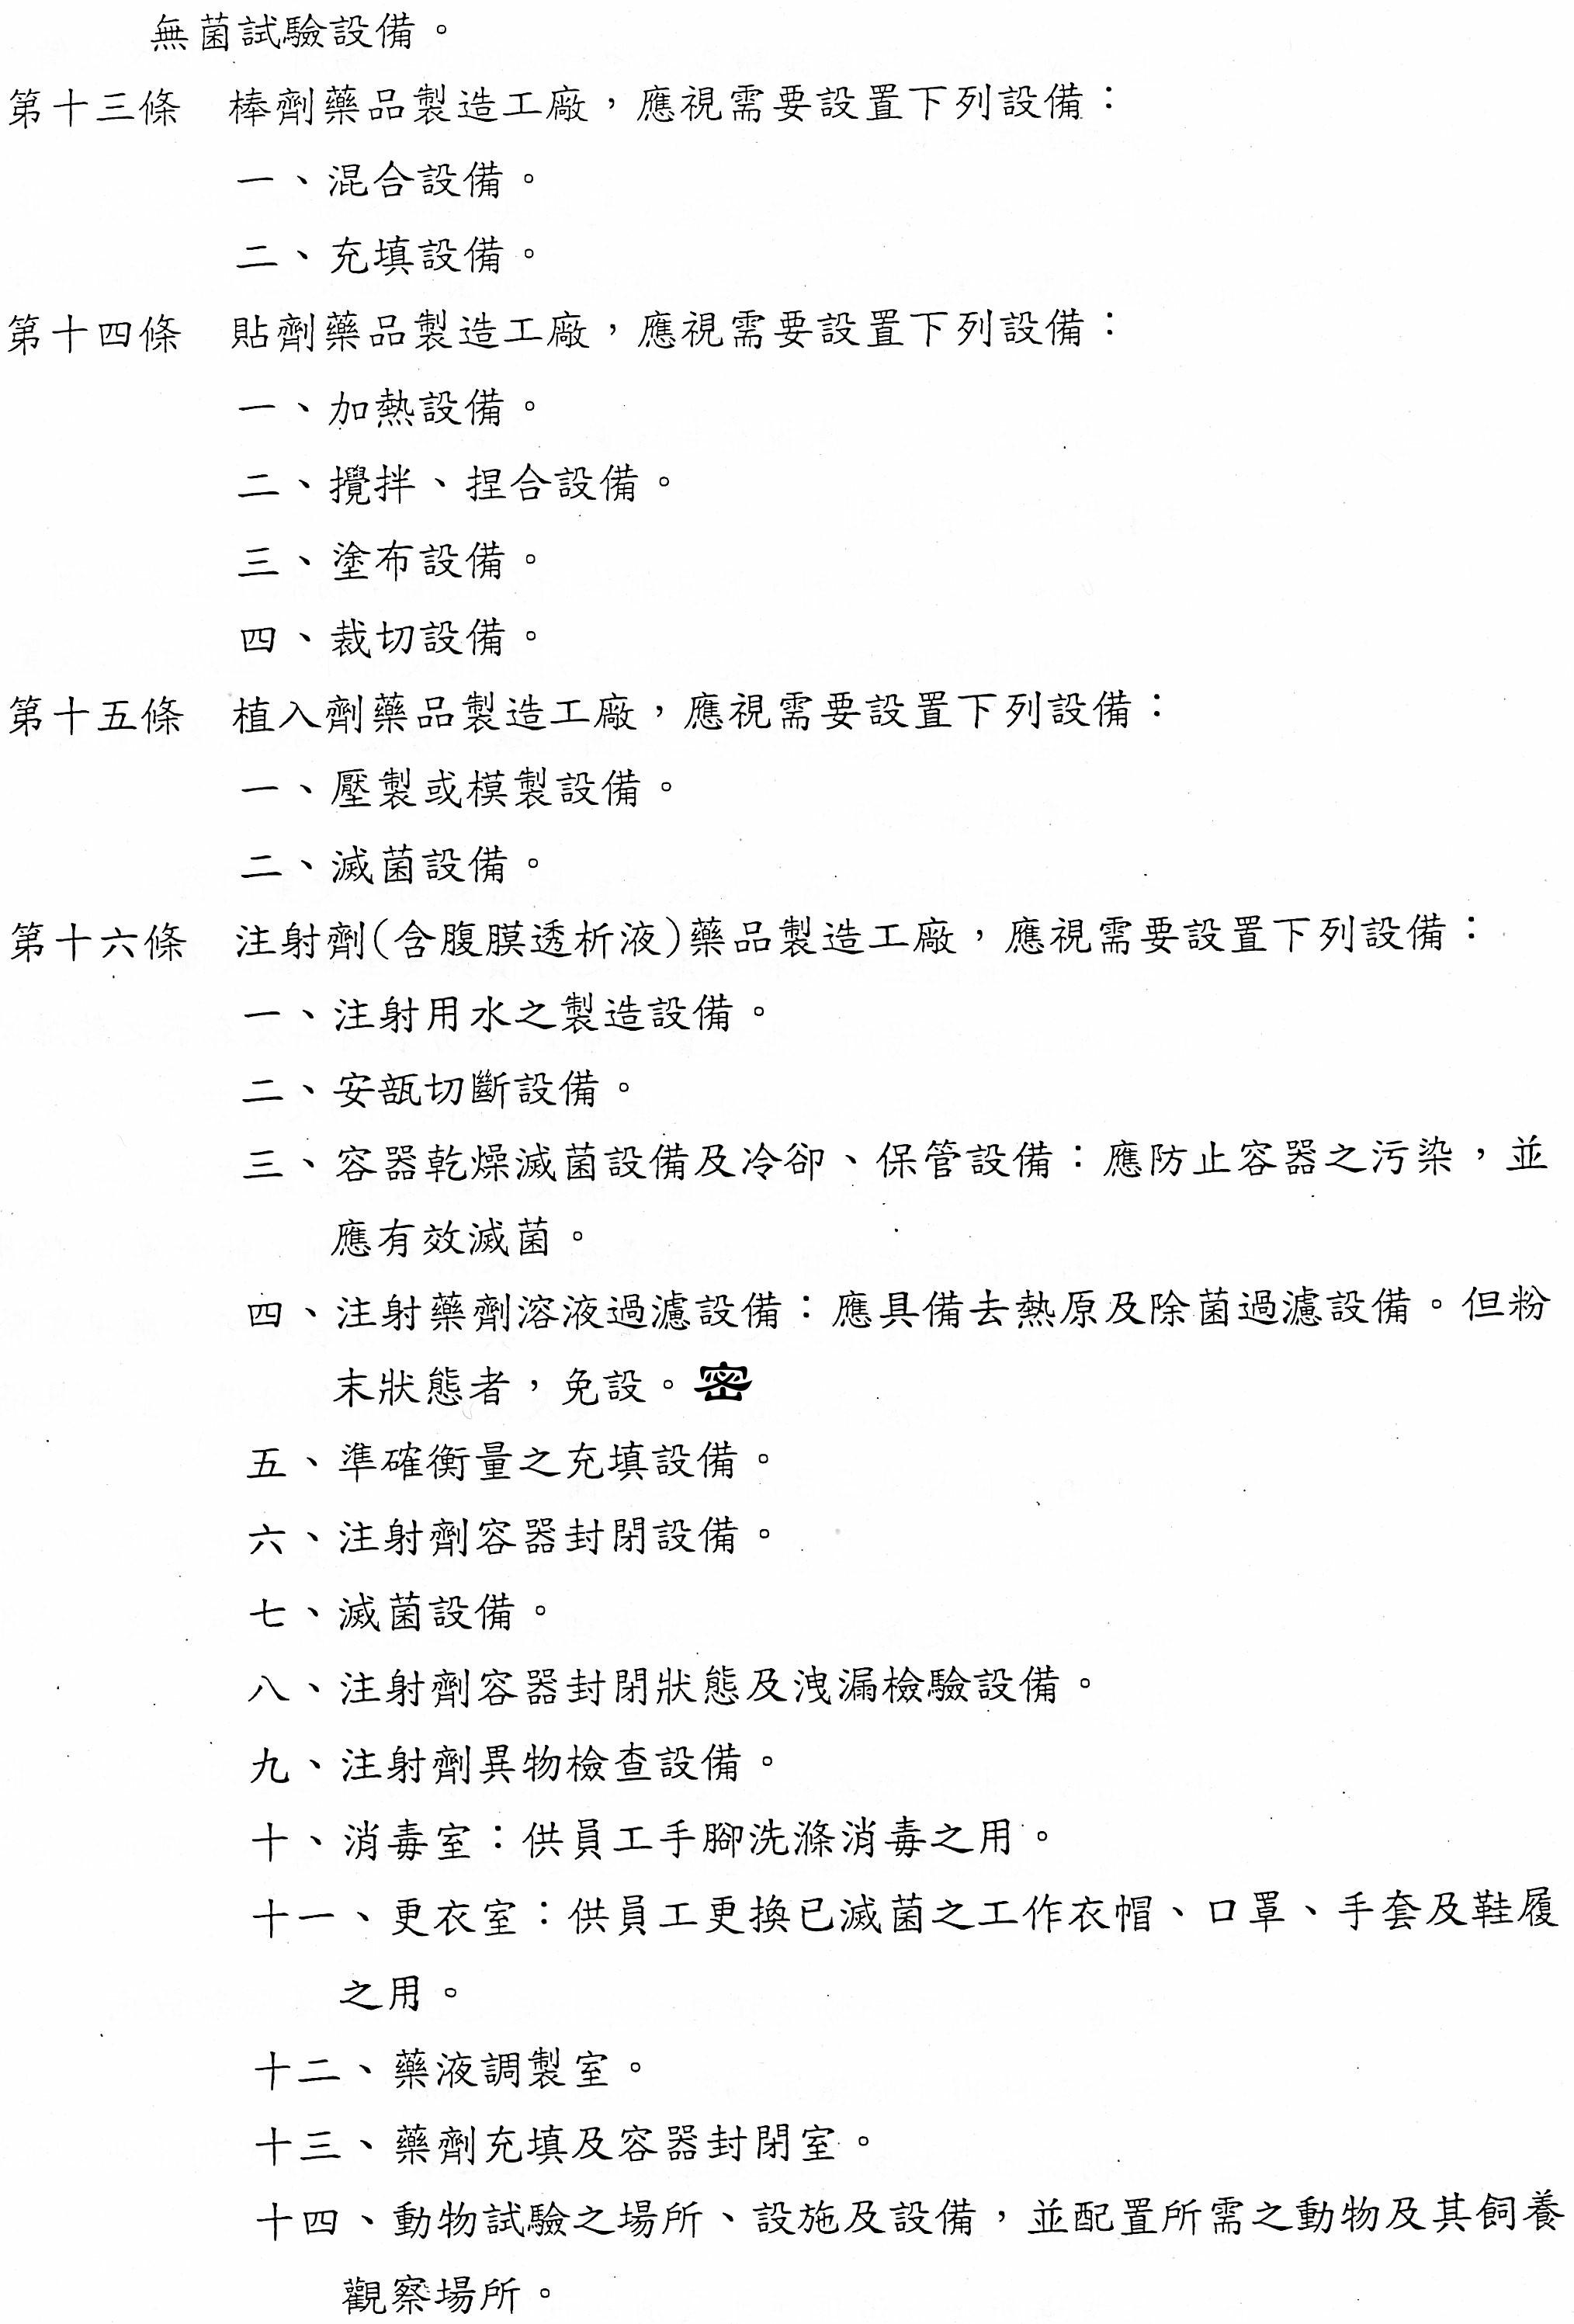 無菌試驗設備。
第十三條 棒劑藥品製造工廠，應視需要設置下列設備：
一、混合設備。
二、充填設備。
第十四條 貼劑藥品製造工廠，應視需要設置下列設備：
一、加熱設備。
二、攪拌、捏合設備。
三、塗布設備。
四、裁切設備。
第十五條 植入劑藥品製造工廠，應視需要設置下列設備：
一、壓製或模製設備。
二、滅菌設備。
第十六條 注射劑(含腹膜透析液)藥品製造工廠，應視需要設置下列設備：
一、注射用水之製造設備。
二、安瓿切斷設備。
三、容器乾燥滅菌設備及冷卻、保管設備：應防止容器之污染，並
應有效滅菌。
四、注射藥劑溶液過濾設備：應具備去熱原及除菌過濾設備。但粉
末狀態者，免設。密
五、準確衡量之充填設備。
六、注射劑容器封閉設備。
七、滅菌設備。
八、注射劑容器封閉狀態及洩漏檢驗設備。
九、注射劑異物檢查設備。
十、消毒室：供員工手腳洗滌消毒之用。
十一、更衣室：供員工更換已滅菌之工作衣帽、口罩、手套及鞋履
之用。
十二、藥液調製室。
十三、藥劑充填及容器封閉室。
十四、動物試驗之場所、設施及設備，並配置所需之動物及其飼養
觀察場所。